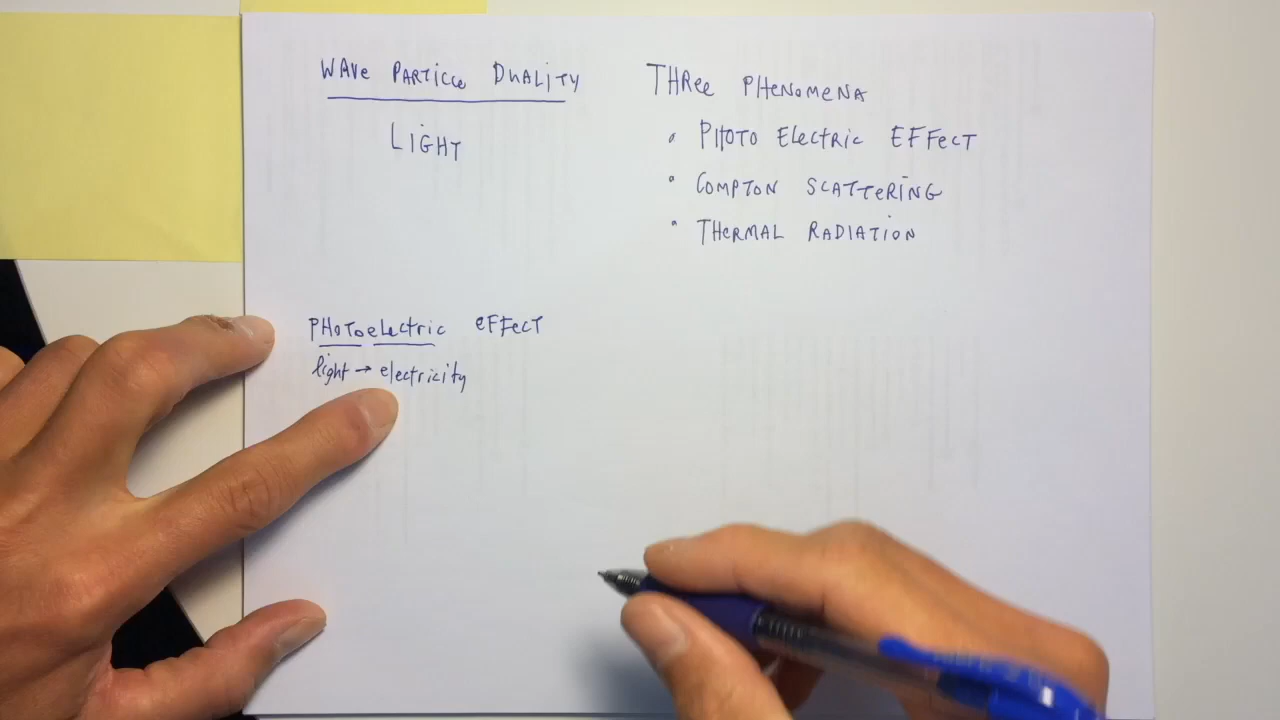 WAVE PARTICLE DUALITY
LIGHT
THREE PHENOMENA
• PHOTO ELECTRIC EFFECT
• COMPTON SCATTERING
• THERMAL RADIATION
PHOTOELECTRIC EFFECT
light → electricity